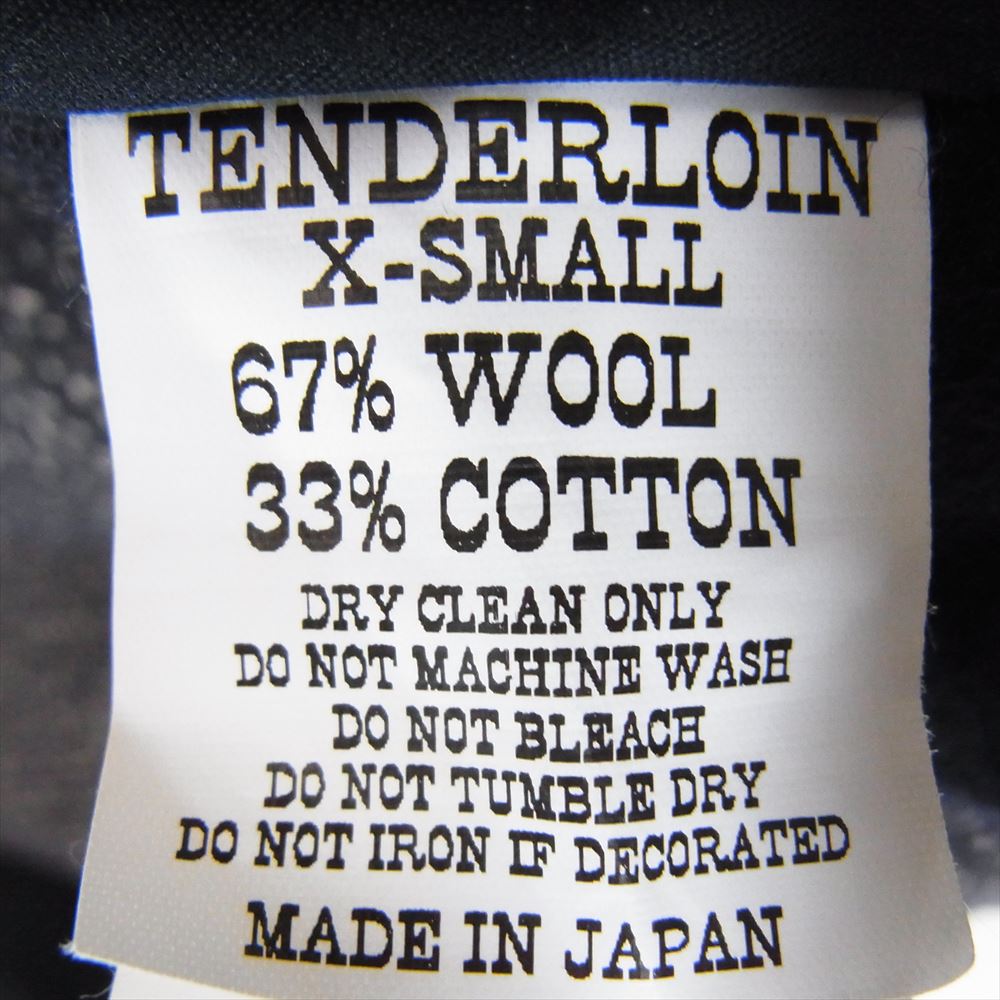 TENDERLOIN
X-SMALL
67% WOOL
33% COTTON
DRY CLEAN ONLY
DO NOT MACHINE WASH
DO NOT BLEACH
DO NOT TUMBLE DRY
DO NOT IRON IF DECORATED
MADE IN JAPAN